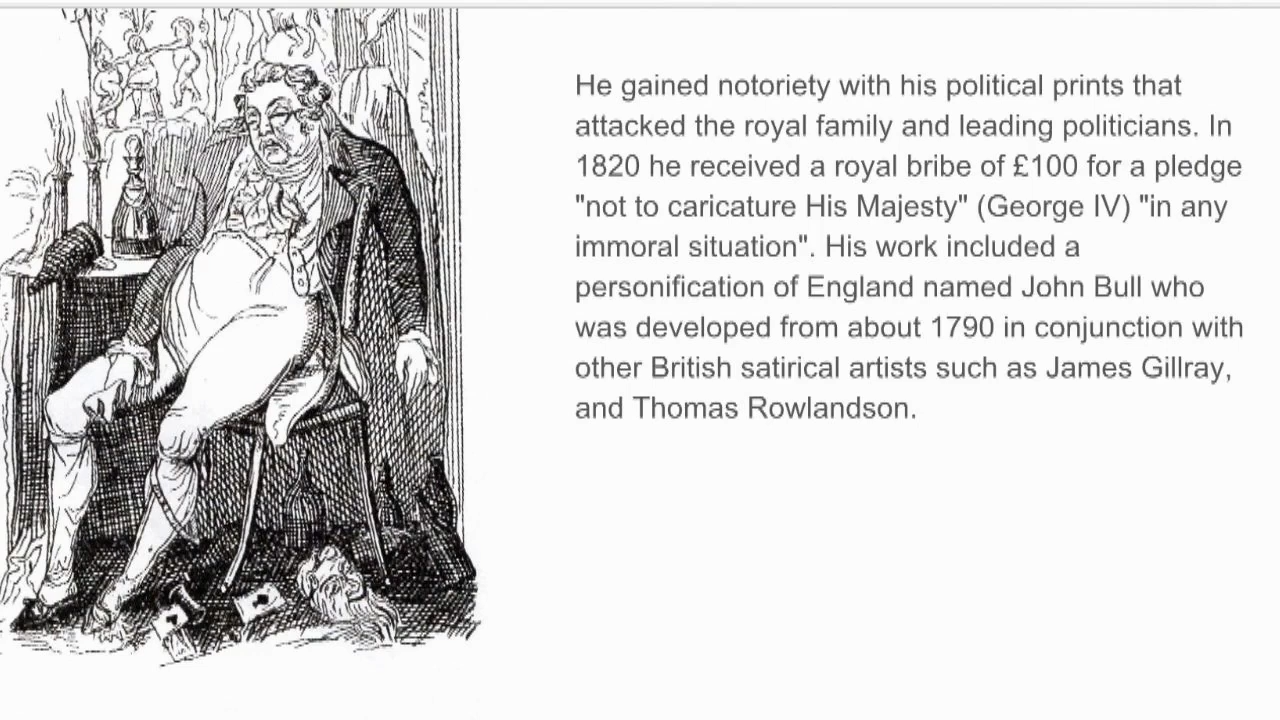 He gained notoriety with his political prints that
attacked the royal family and leading politicians. In
1820 he received a royal bribe of £100 for a pledge
"not to caricature His Majesty" (George IV) "in any
immoral situation". His work included a
personification of England named John Bull who
was developed from about 1790 in conjunction with
other British satirical artists such as James Gillray,
and Thomas Rowlandson.